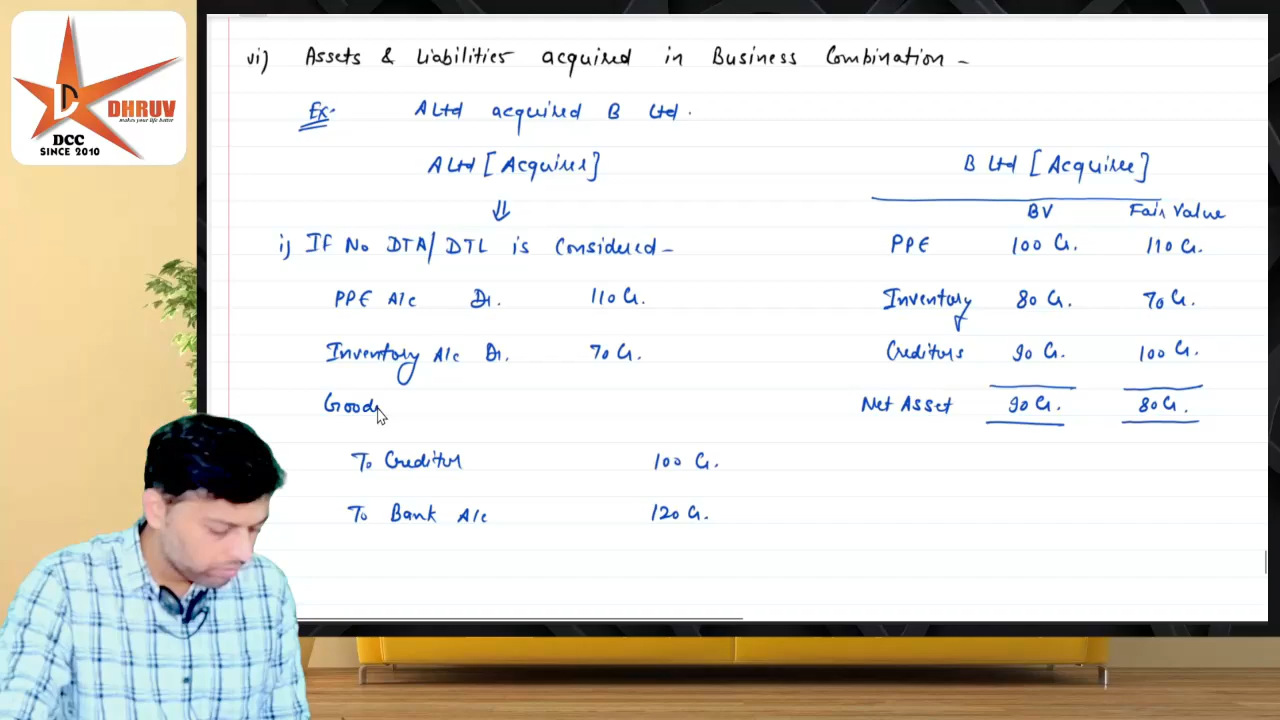 D
DHRUV
makes your life better
DCC
SINCE 2010
vi) Assets & Liabilities acquired in Business Combination -
Ex:- A Ltd acquired B Ltd.
A Ltd [Acquirer]
B Ltd [Acquiree]
BV Fair Value
i) If No DTA/DTL is Considered -
PPE 100 Cr. 110 Cr.
PPE A/c Dr. 110 Cr.
Inventory 80 Cr. 70 Cr.
Inventory A/c Dr. 70 Cr.
Creditors 90 Cr. 100 Cr.
Good
Net Asset 90 Cr. 80 Cr.
To Creditor 100 Cr.
To Bank A/c 120 Cr.